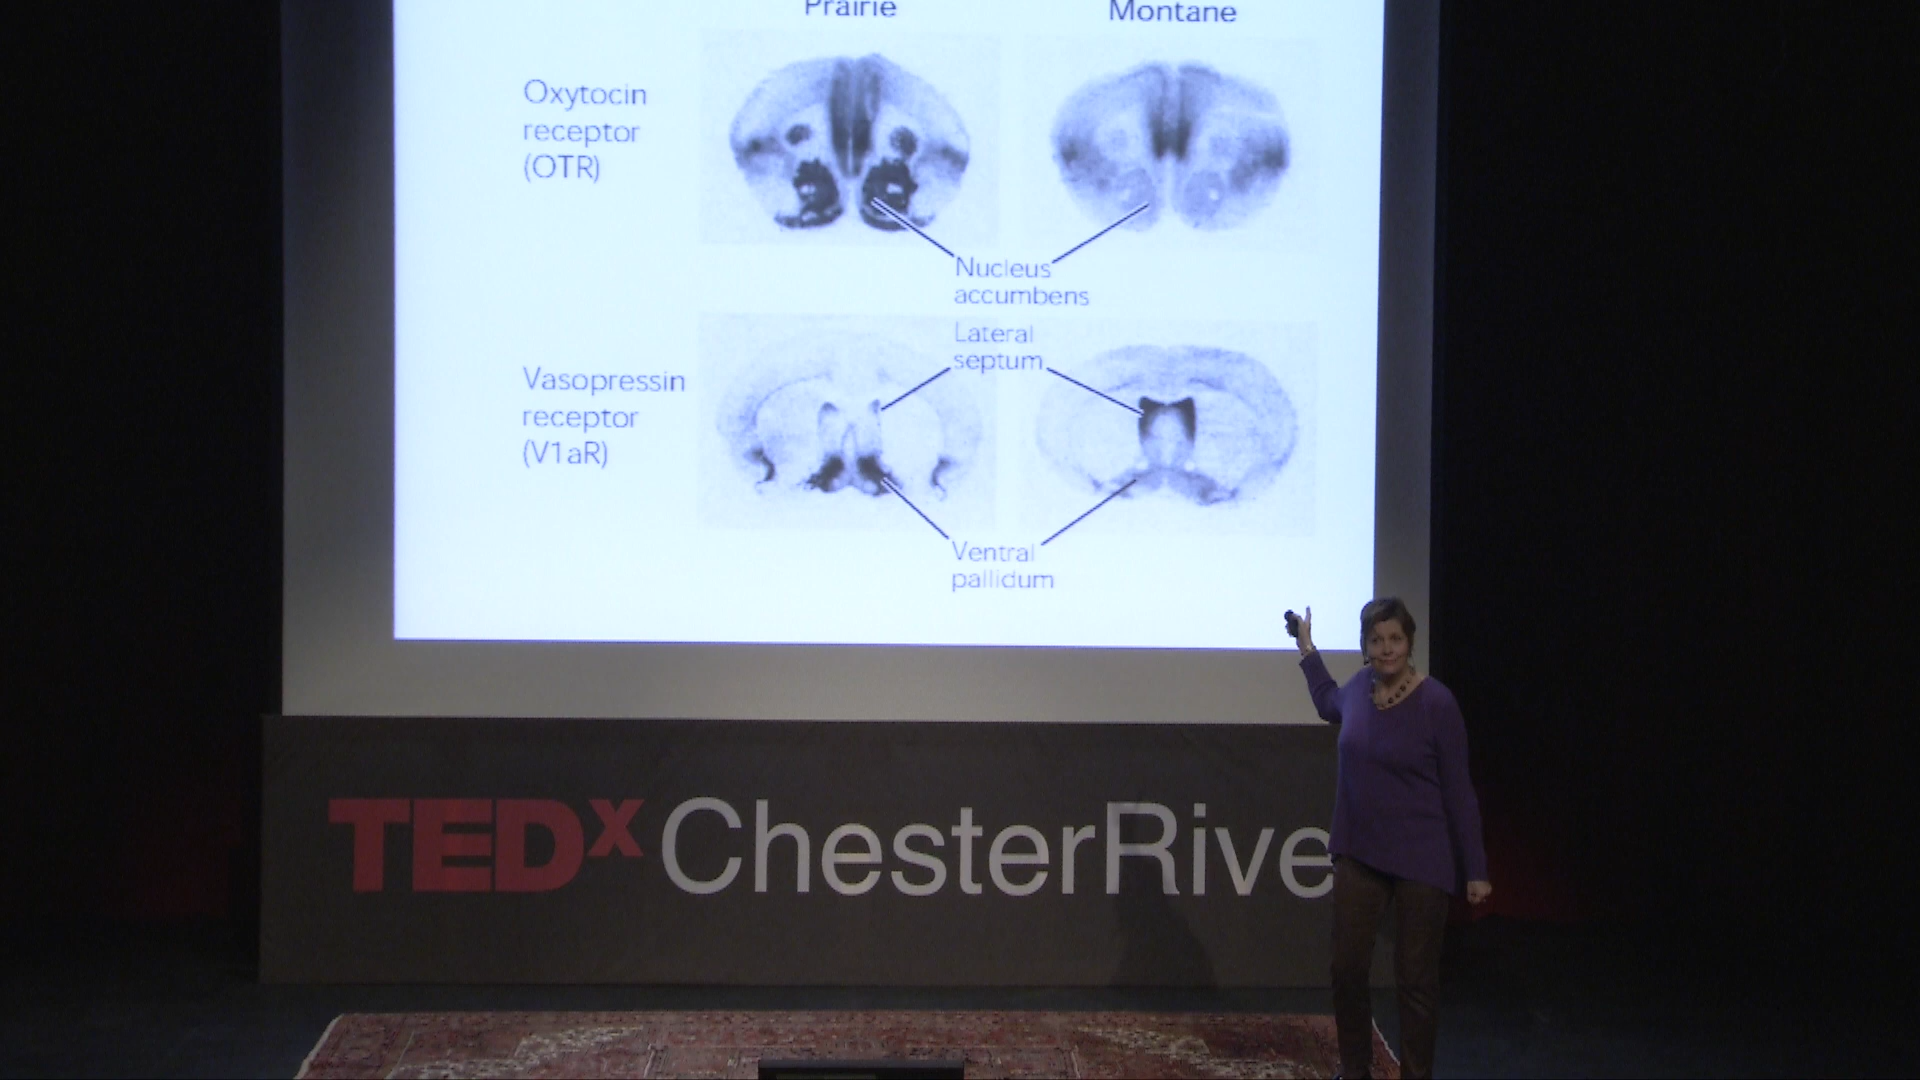 Prairie
Montane
Oxytocin
receptor
(OTR)
Nucleus
accumbens
Lateral
septum
Vasopressin
receptor
(V1aR)
Ventral
pallidum
TEDx ChesterRive